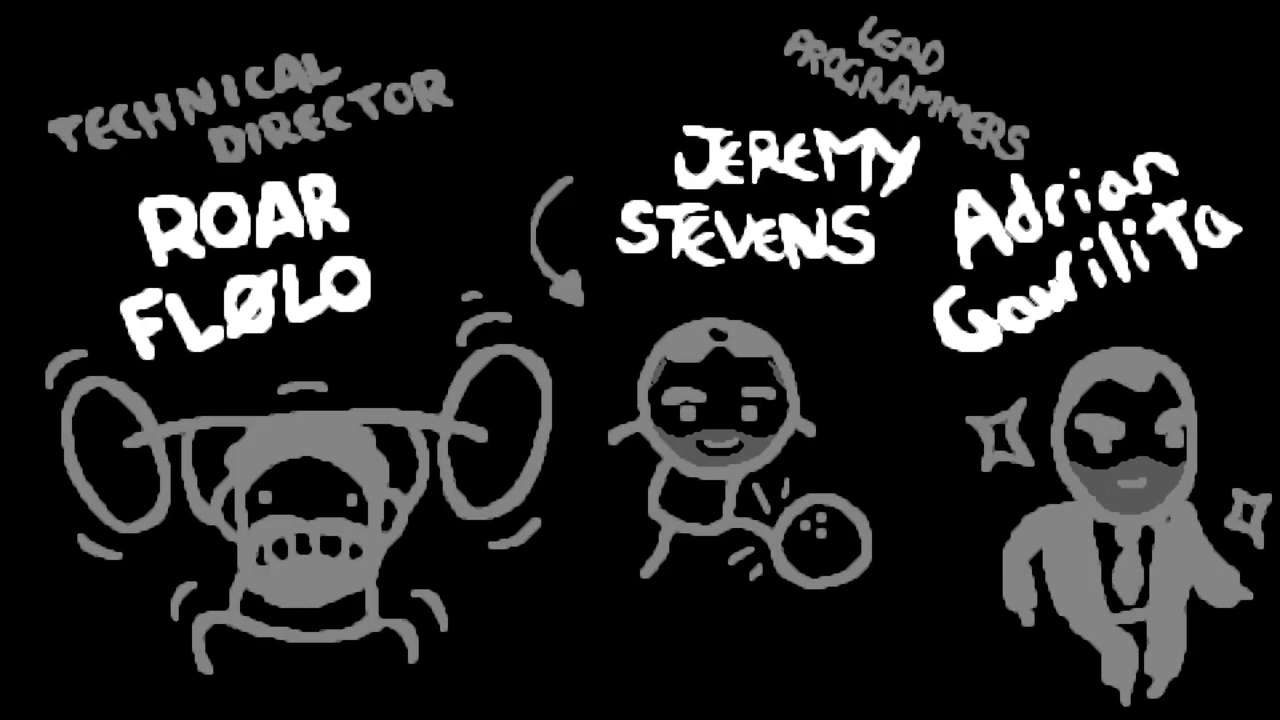 TECHNICAL
DIRECTOR
ROAR
FLØLO
LEAD
PROGRAMMERS
JEREMY
STEVENS
Adrian
Gavrilita